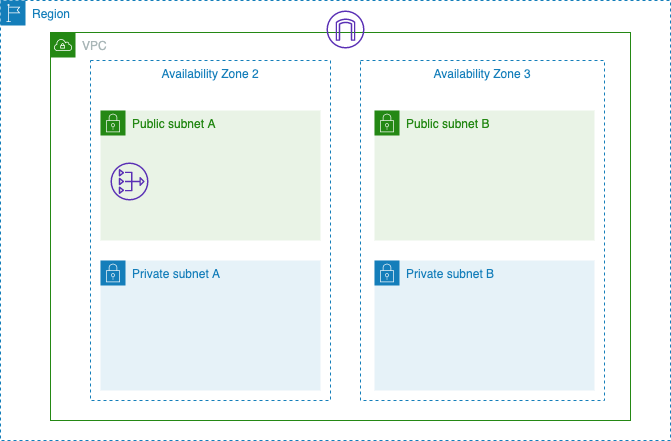 Region
VPC
Availability Zone 2
Availability Zone 3
Public subnet A
Public subnet B
Private subnet A
Private subnet B